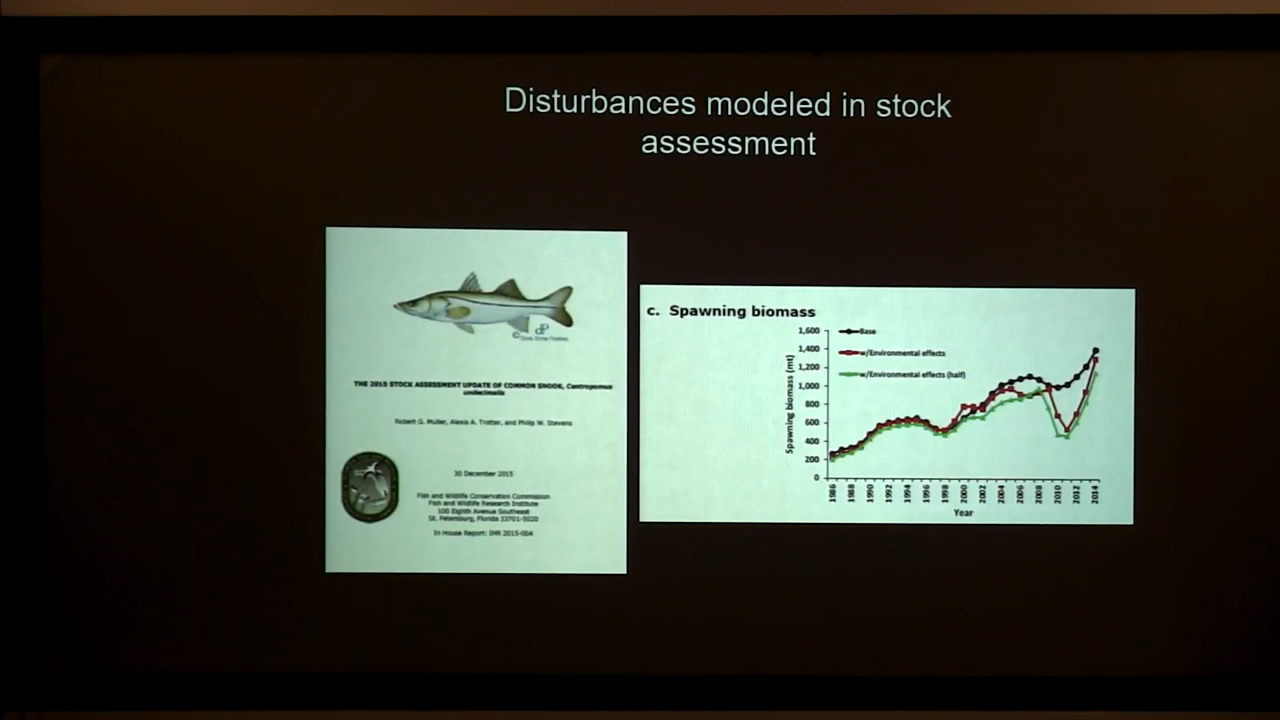 Disturbances modeled in stock
assessment
THE 2015 STOCK ASSESSMENT UPDATE OF COMMON SNOOK, Centropomus
undecimalis
Robert G. Muller, Alexis A. Trotter, and Philip W. Stevens
30 December 2015
Fish and Wildlife Conservation Commission
Fish and Wildlife Research Institute
100 Eighth Avenue Southeast
St. Petersburg, Florida 33701-5020
In House Report: IHR 2015-004
c. Spawning biomass
Base
w/Environmental effects
w/Environmental effects (half)
Spawning biomass (mt)
1,600
1,400
1,200
1,000
800
600
400
200
0
1986
1988
1990
1992
1994
1996
1998
2000
2002
2004
2006
2008
2010
2012
2014
Year